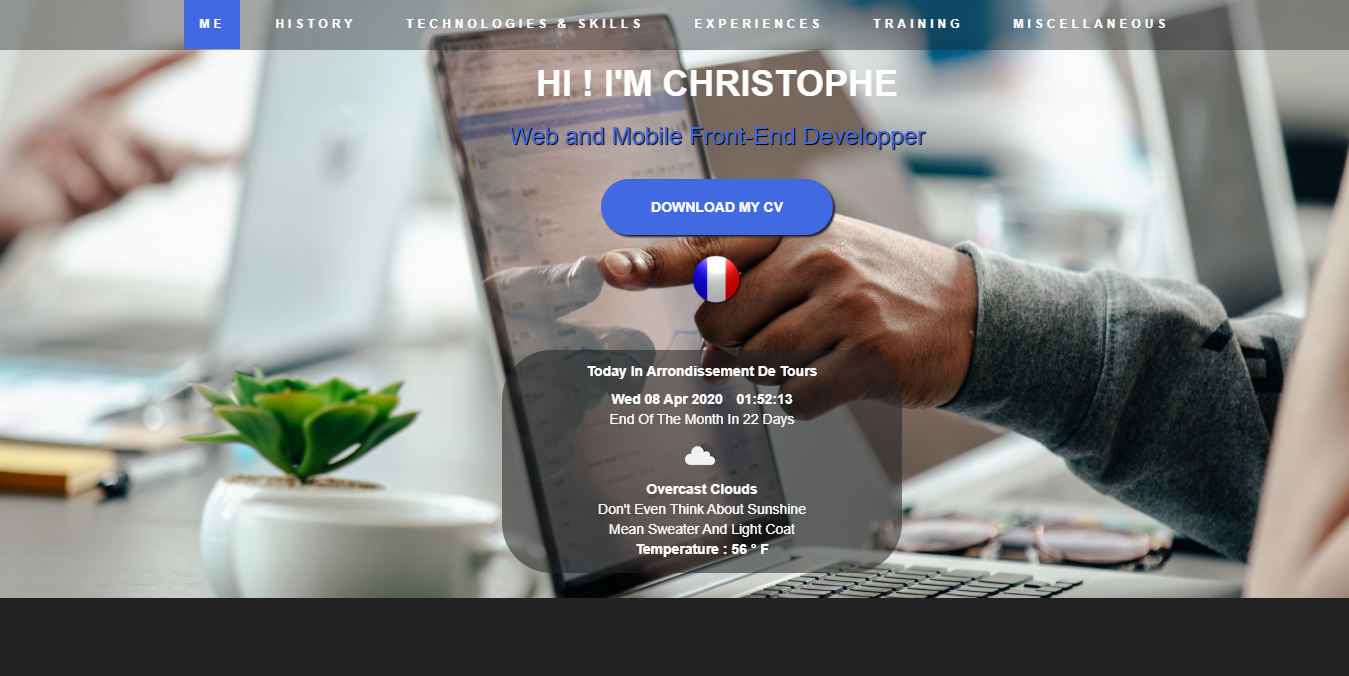 ME HISTORY TECHNOLOGIES & SKILLS EXPERIENCES TRAINING MISCELLANEOUS
HI ! I'M CHRISTOPHE
Web and Mobile Front-End Developper
DOWNLOAD MY CV
Today In Arrondissement De Tours
Wed 08 Apr 2020 01:52:13
End Of The Month In 22 Days
Overcast Clouds
Don't Even Think About Sunshine
Mean Sweater And Light Coat
Temperature : 56 ° F